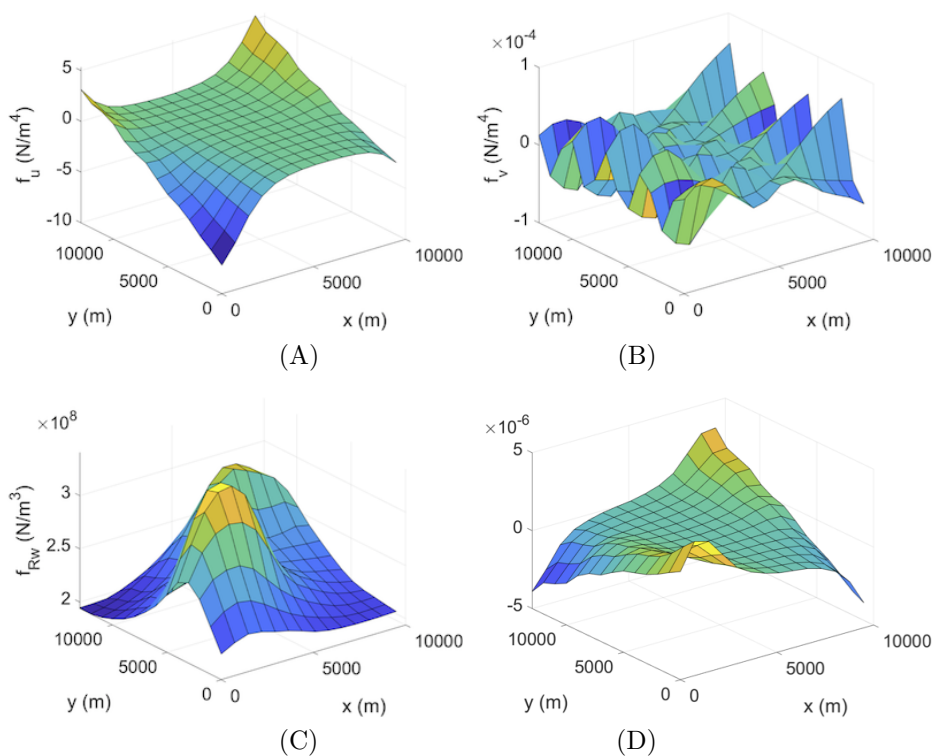 5
0
-5
-10
f_u (N/m^4)
10000
5000
0
y (m)
0
5000
10000
x (m)
(A)
×10^-4
1
0
-1
f_v (N/m^4)
10000
5000
0
y (m)
0
5000
10000
x (m)
(B)
×10^8
3
2.5
2
f_Rw (N/m^3)
10000
5000
0
y (m)
0
5000
10000
x (m)
(C)
×10^-6
5
0
-5
10000
5000
0
y (m)
0
5000
10000
x (m)
(D)